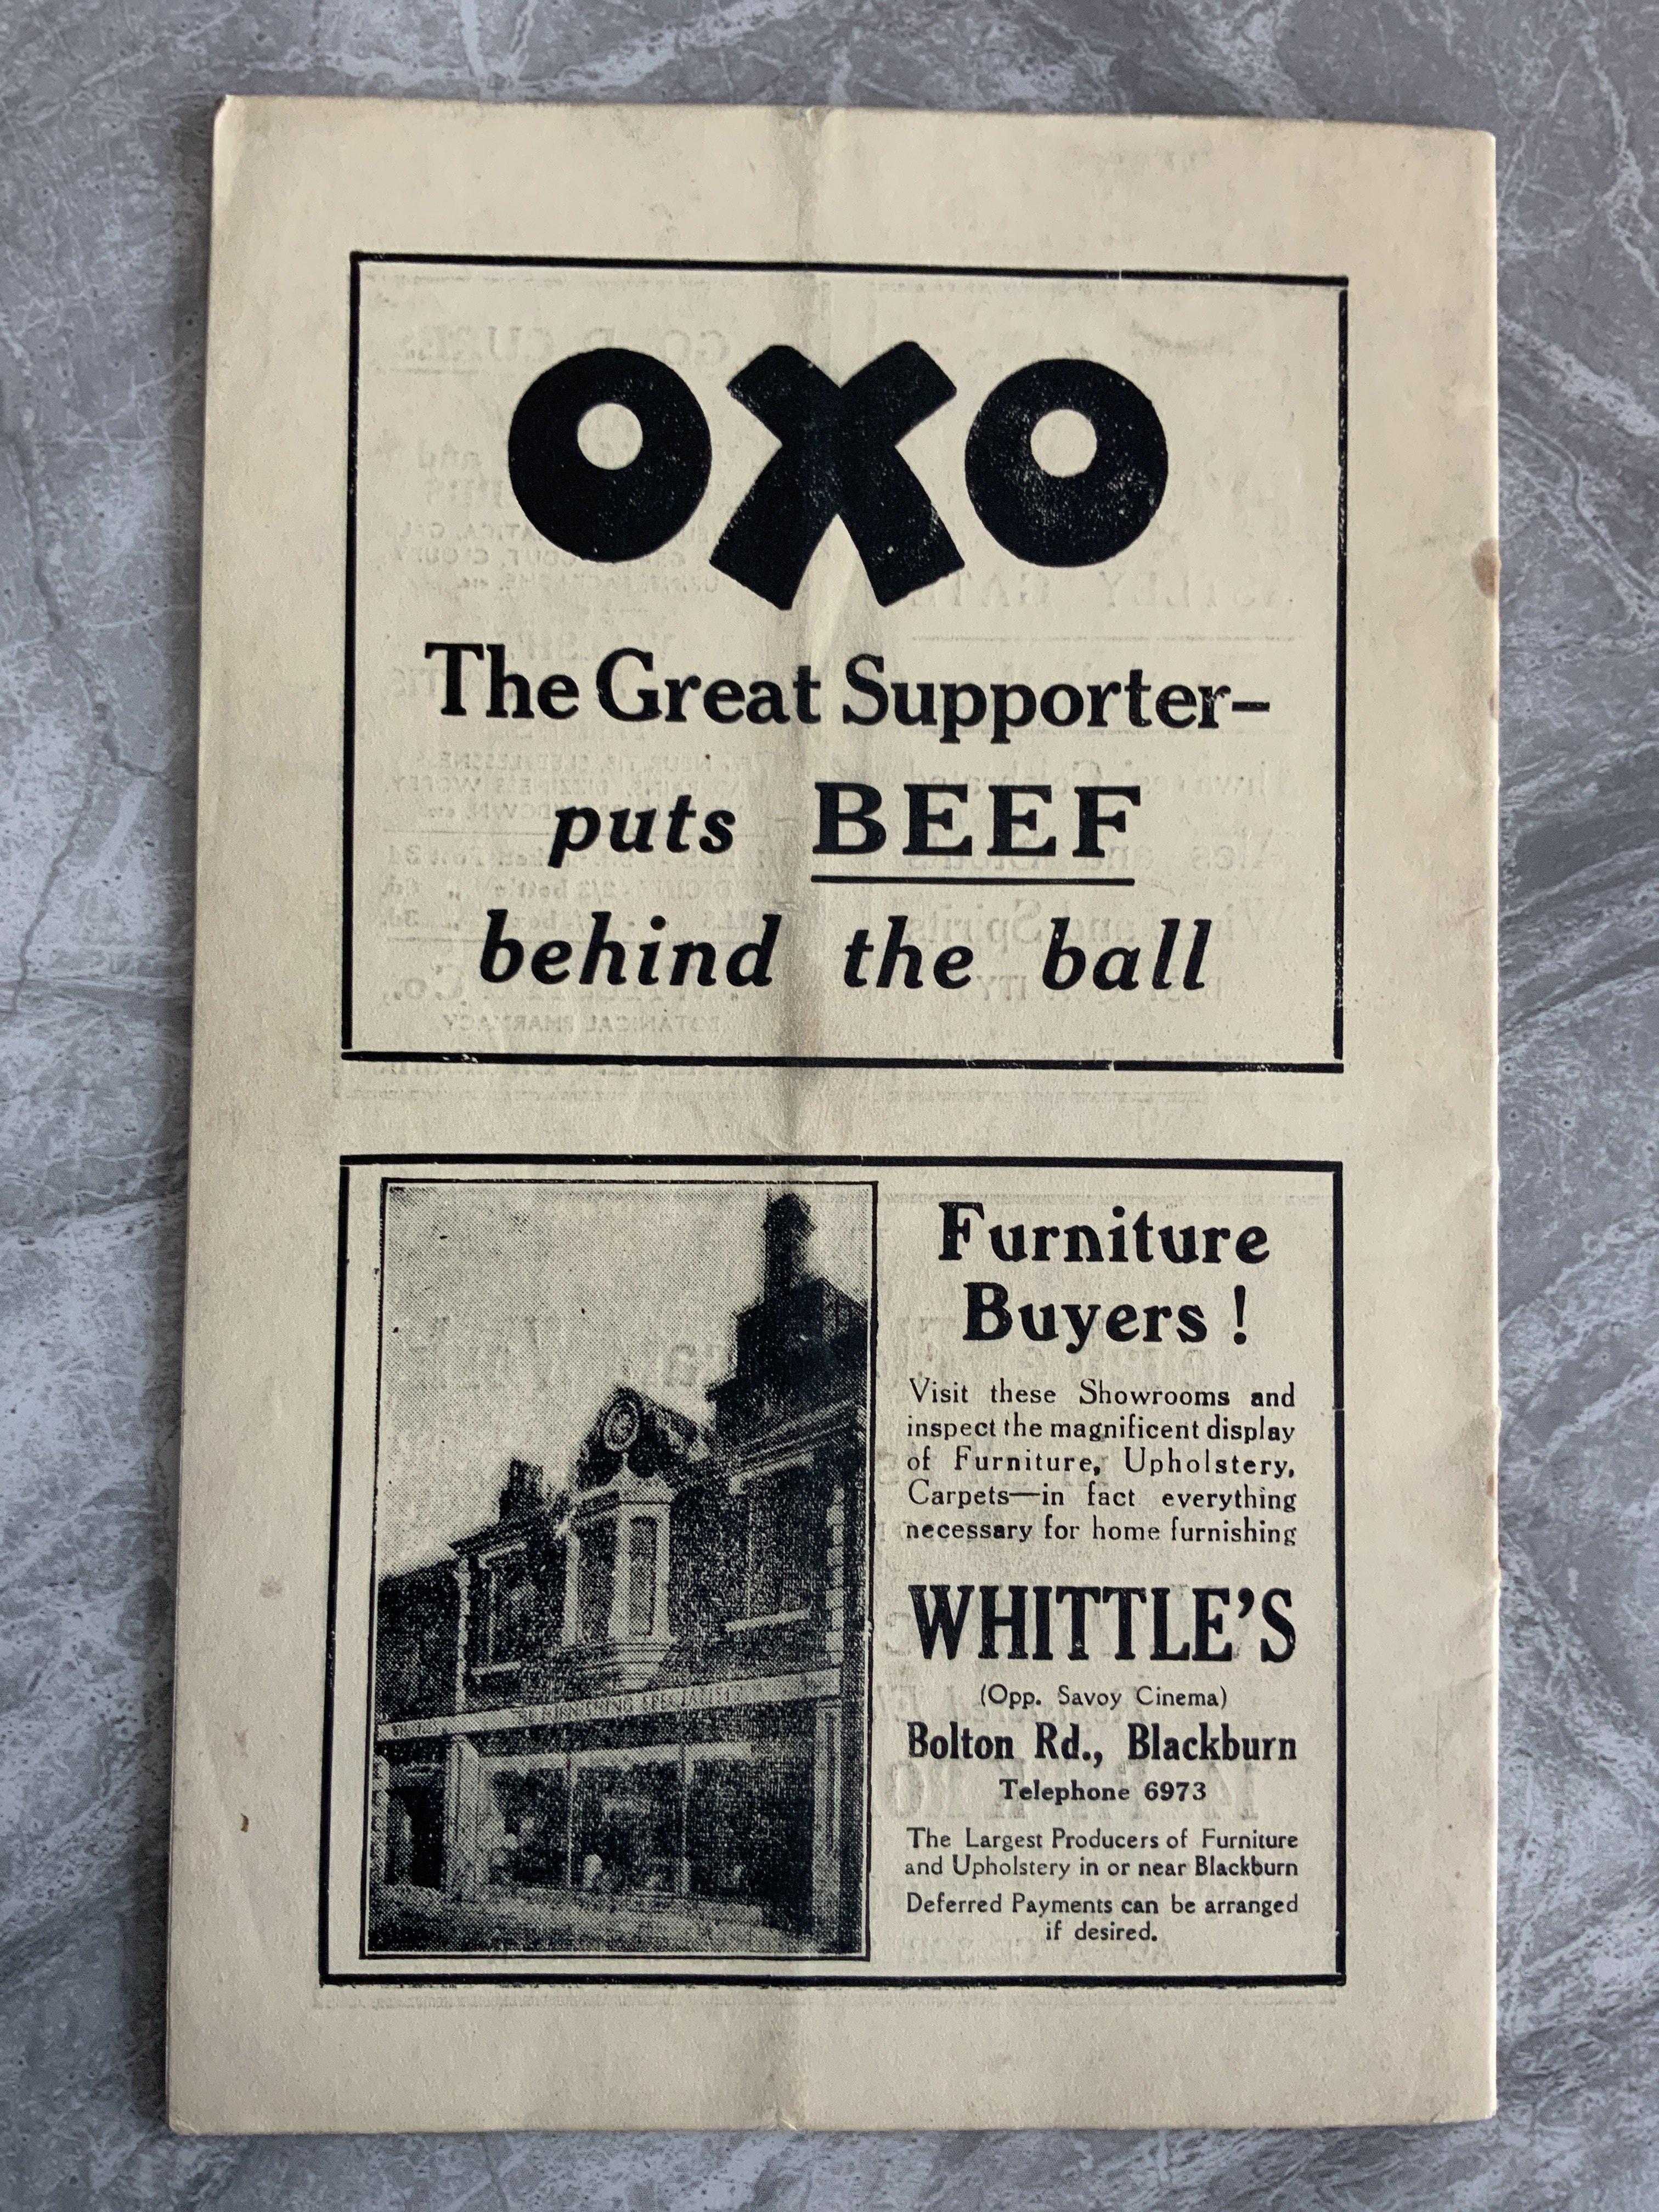 OXO
The Great Supporter–
puts BEEF
behind the ball
Furniture
Buyers !
Visit these Showrooms and
inspect the magnificent display
of Furniture, Upholstery,
Carpets—in fact everything
necessary for home furnishing
WHITTLE'S
(Opp. Savoy Cinema)
Bolton Rd., Blackburn
Telephone 6973
The Largest Producers of Furniture
and Upholstery in or near Blackburn
Deferred Payments can be arranged
if desired.